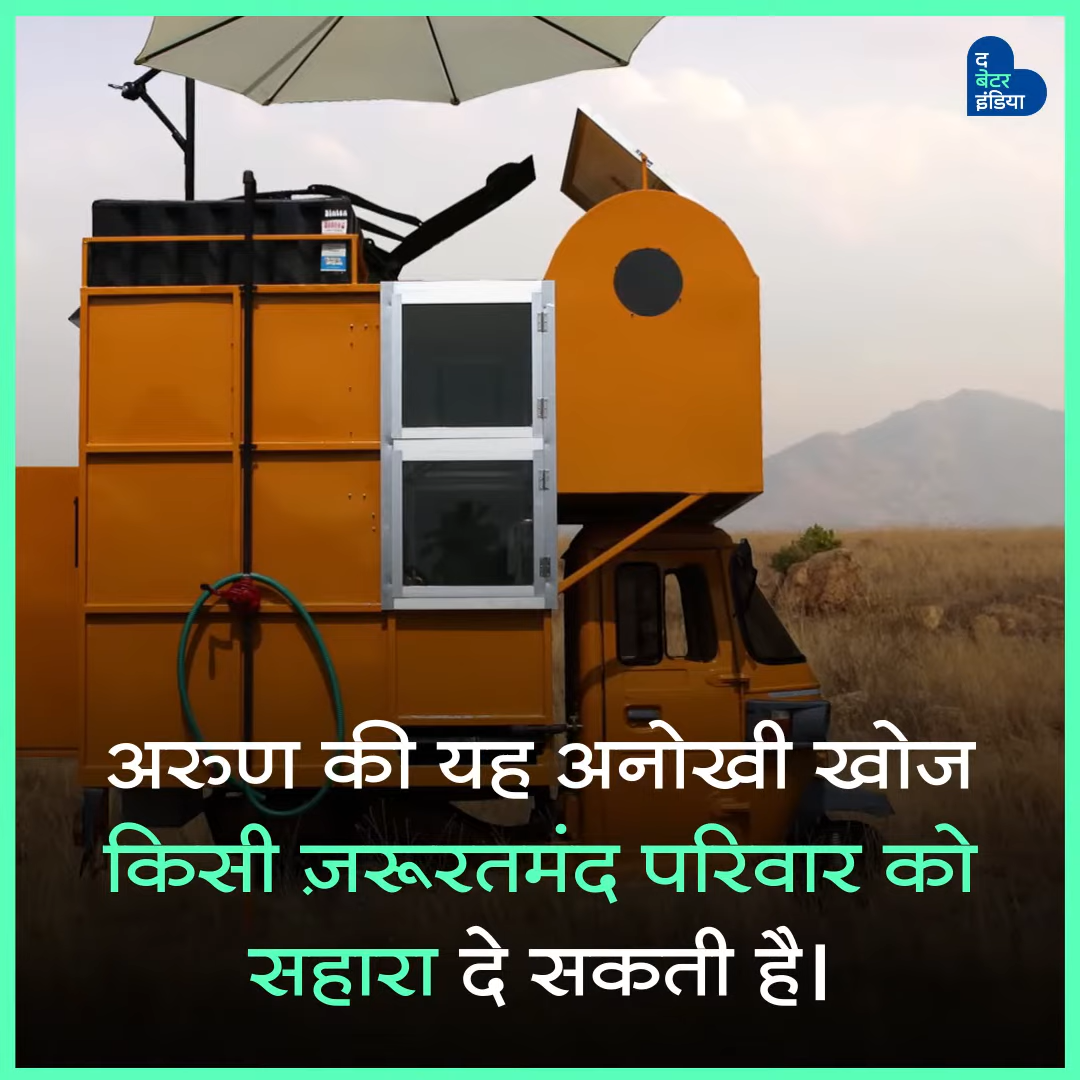 द
बेटर
इंडिया
अरुण की यह अनोखी खोज
किसी ज़रूरतमंद परिवार को
सहारा दे सकती है।